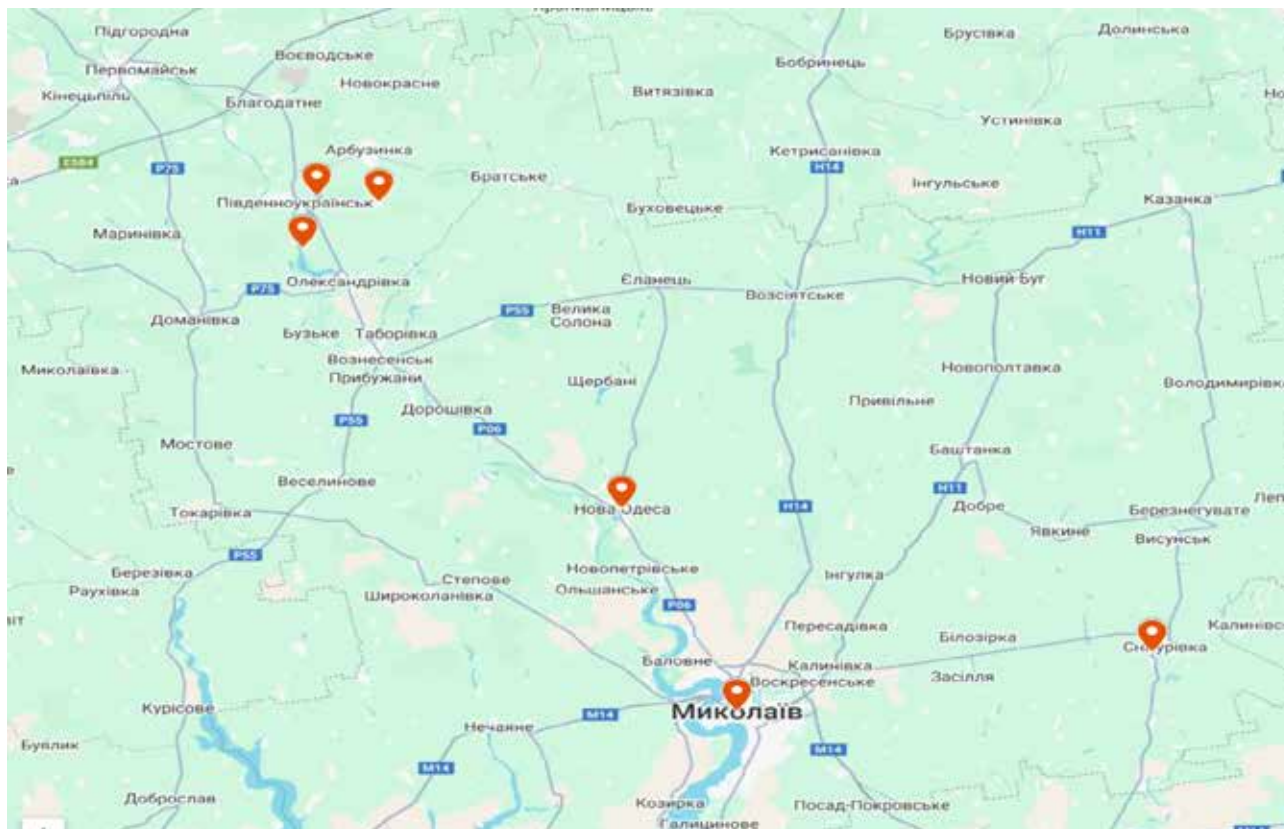 Підгородна
Воєводське
Брусівка
Долинська
Первомайськ
Новокрасне
Бобринець
Кінецьпіль
Благодатне
Витязівка
Устинівка
Арбузинка
Кетрисанівка
E584
P75
H14
Братське
Інгульське
Південноукраїнськ
Буховецьке
Казанка
Маринівка
H11
Олександрівка
P75
Єланець
Новий Буг
Возсіятське
P55
Велика
Солона
Доманівка
Бузьке
Таборівка
Вознесенськ
Прибужани
Миколаївка
Щербані
Новополтавка
Володимирівка
Привільне
Дорошівка
P55
P06
Мостове
Баштанка
Веселинове
H11
Токарівка
Нова Одеса
H14
Добре
Березнегувате
Явкине
Висунськ
P55
Березівка
Новопетрівське
Інгулка
Степове
Раухівка
Широколанівка
Ольшанське
P06
Пересадівка
Білозірка
Снігурівка
Баловне
Калинівка
Засілля
Воскресенське
Курісове
Миколаїв
M14
Нечаяне
M14
M14
Доброслав
Козирка
Посад-Покровське
Галицинове